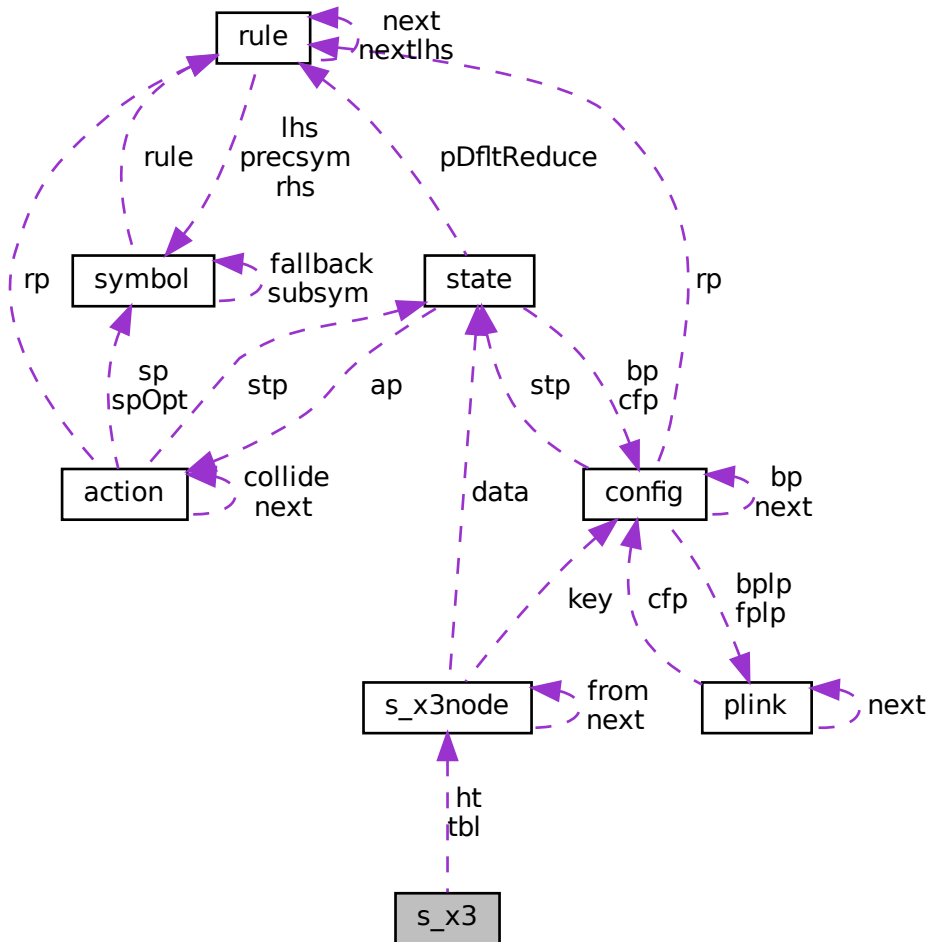 rule
next
nextlhs
lhs
precsym
rhs
rule
pDfltReduce
symbol
fallback
subsym
state
rp
rp
sp
spOpt
stp
ap
stp
bp
cfp
action
collide
next
config
bp
next
data
key
cfp
bplp
fplp
s_x3node
from
next
plink
next
ht
tbl
s_x3